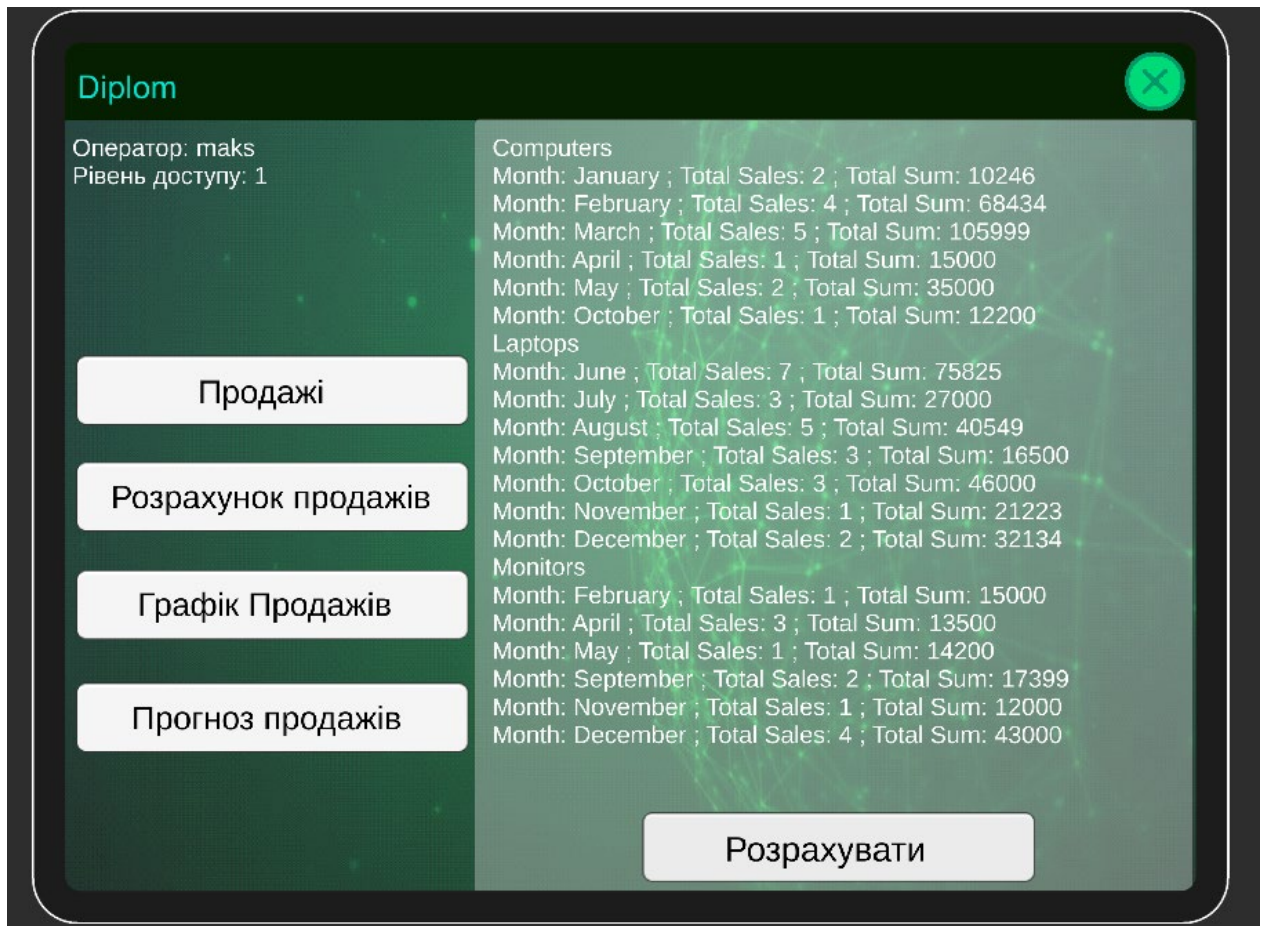 Diplom
Оператор: maks
Рівень доступу: 1
Продажі
Розрахунок продажів
Графік Продажів
Прогноз продажів
Computers
Month: January ; Total Sales: 2 ; Total Sum: 10246
Month: February ; Total Sales: 4 ; Total Sum: 68434
Month: March ; Total Sales: 5 ; Total Sum: 105999
Month: April ; Total Sales: 1 ; Total Sum: 15000
Month: May ; Total Sales: 2 ; Total Sum: 35000
Month: October ; Total Sales: 1 ; Total Sum: 12200
Laptops
Month: June ; Total Sales: 7 ; Total Sum: 75825
Month: July ; Total Sales: 3 ; Total Sum: 27000
Month: August ; Total Sales: 5 ; Total Sum: 40549
Month: September ; Total Sales: 3 ; Total Sum: 16500
Month: October ; Total Sales: 3 ; Total Sum: 46000
Month: November ; Total Sales: 1 ; Total Sum: 21223
Month: December ; Total Sales: 2 ; Total Sum: 32134
Monitors
Month: February ; Total Sales: 1 ; Total Sum: 15000
Month: April ; Total Sales: 3 ; Total Sum: 13500
Month: May ; Total Sales: 1 ; Total Sum: 14200
Month: September ; Total Sales: 2 ; Total Sum: 17399
Month: November ; Total Sales: 1 ; Total Sum: 12000
Month: December ; Total Sales: 4 ; Total Sum: 43000
Розрахувати